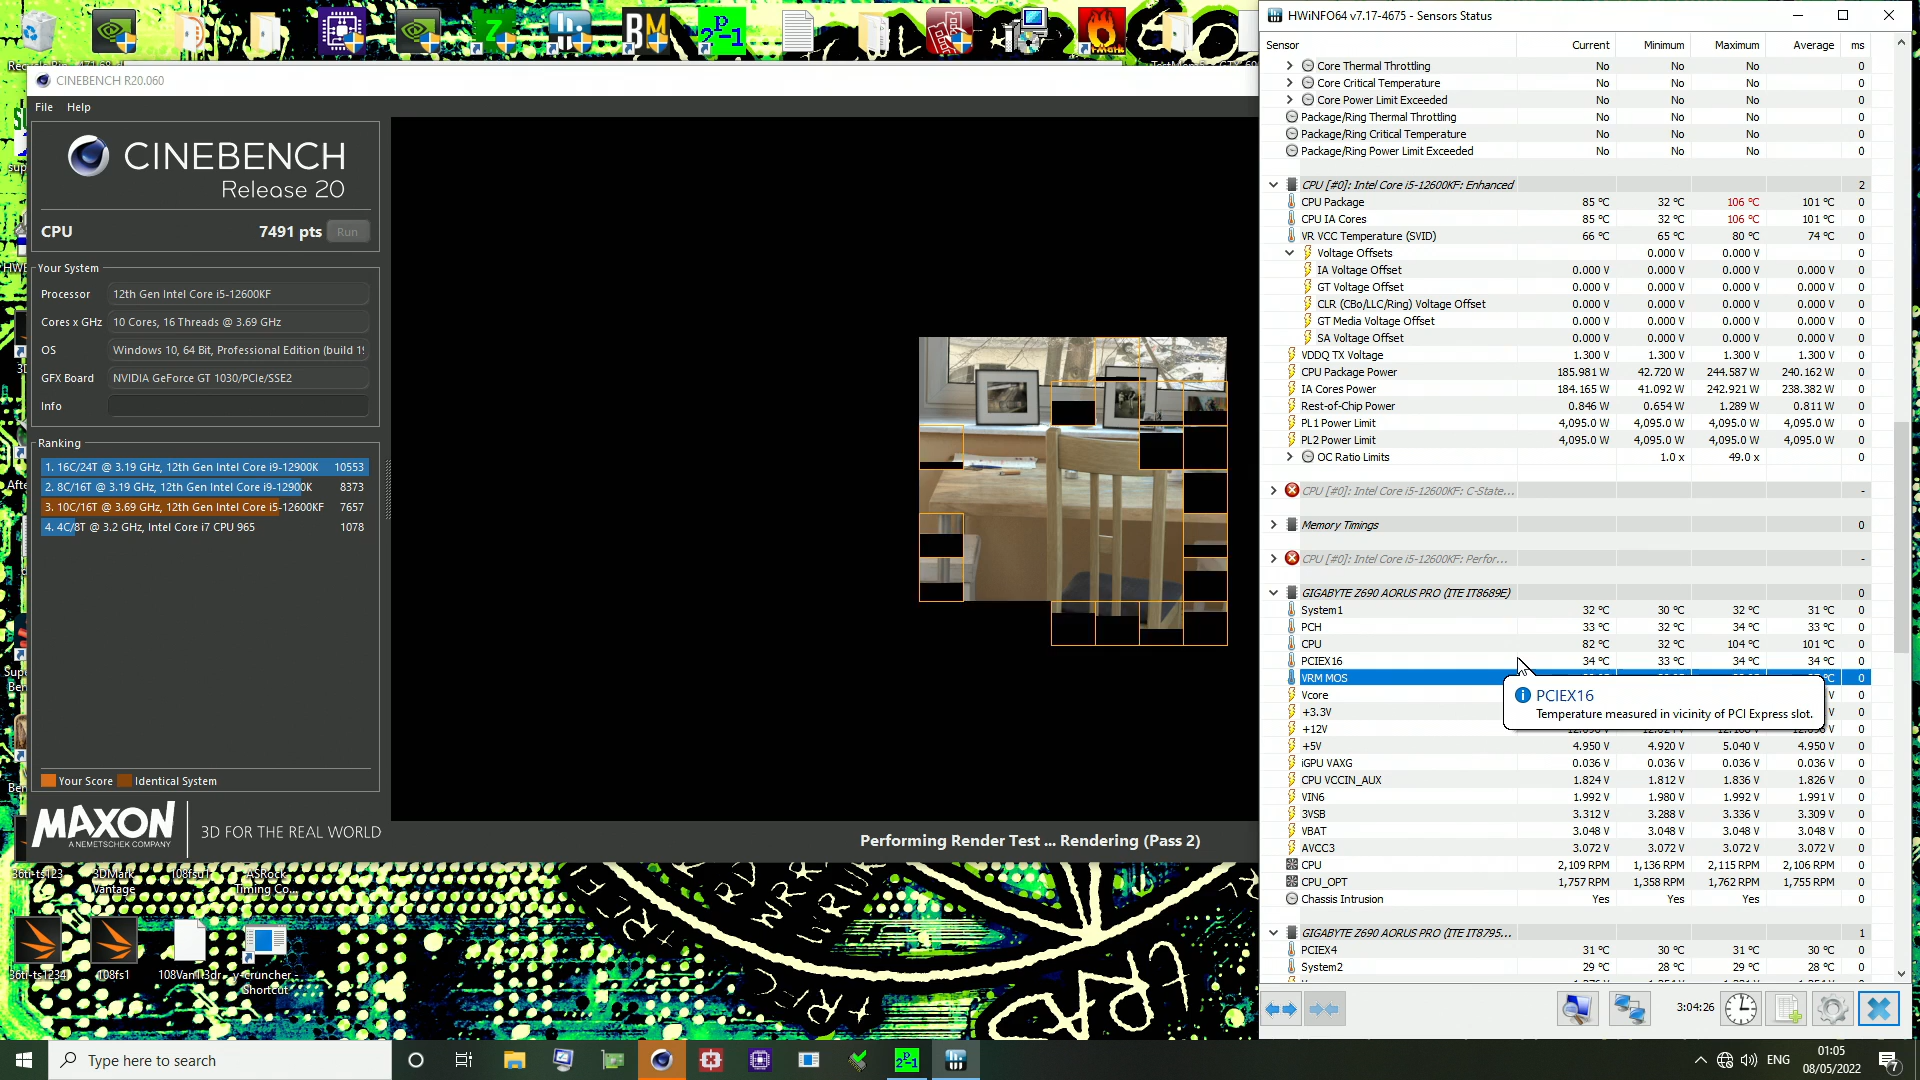 CINEBENCH R20.060
File Help
CINEBENCH
Release 20
CPU 7491 pts Run
Your System
Processor 12th Gen Intel Core i5-12600KF
Cores x GHz 10 Cores, 16 Threads @ 3.69 GHz
OS Windows 10, 64 Bit, Professional Edition (build 19
GFX Board NVIDIA GeForce GT 1030/PCIe/SSE2
Info
Ranking
1. 16C/24T @ 3.19 GHz, 12th Gen Intel Core i9-12900K 10553
2. 8C/16T @ 3.19 GHz, 12th Gen Intel Core i9-12900K 8373
3. 10C/16T @ 3.69 GHz, 12th Gen Intel Core i5-12600KF 7657
4. 4C/8T @ 3.2 GHz, Intel Core i7 CPU 965 1078
Your Score Identical System
MAXON
A NEMETSCHEK COMPANY
3D FOR THE REAL WORLD
Performing Render Test ... Rendering (Pass 2)
36ti-ts123 3DMark Vantage 108fsu1 ASRock Timing Co...
36ti-ts1234 108fs1 108Van113dr... y-cruncher - Shortcut
HWiNFO64 v7.17-4675 - Sensors Status
Sensor Current Minimum Maximum Average ms
Core Thermal Throttling No No No 0
Core Critical Temperature No No No 0
Core Power Limit Exceeded No No No 0
Package/Ring Thermal Throttling No No No 0
Package/Ring Critical Temperature No No No 0
Package/Ring Power Limit Exceeded No No No 0
CPU [#0]: Intel Core i5-12600KF: Enhanced 2
CPU Package 85 °C 32 °C 106 °C 101 °C 0
CPU IA Cores 85 °C 32 °C 106 °C 101 °C 0
VR VCC Temperature (SVID) 66 °C 65 °C 80 °C 74 °C 0
Voltage Offsets 0.000 V 0.000 V 0
IA Voltage Offset 0.000 V 0.000 V 0.000 V 0.000 V 0
GT Voltage Offset 0.000 V 0.000 V 0.000 V 0.000 V 0
CLR (CBo/LLC/Ring) Voltage Offset 0.000 V 0.000 V 0.000 V 0.000 V 0
GT Media Voltage Offset 0.000 V 0.000 V 0.000 V 0.000 V 0
SA Voltage Offset 0.000 V 0.000 V 0.000 V 0.000 V 0
VDDQ TX Voltage 1.300 V 1.300 V 1.300 V 1.300 V 0
CPU Package Power 185.981 W 42.720 W 244.587 W 240.162 W 0
IA Cores Power 184.165 W 41.092 W 242.921 W 238.382 W 0
Rest-of-Chip Power 0.846 W 0.654 W 1.289 W 0.811 W 0
PL1 Power Limit 4,095.0 W 4,095.0 W 4,095.0 W 4,095.0 W 0
PL2 Power Limit 4,095.0 W 4,095.0 W 4,095.0 W 4,095.0 W 0
OC Ratio Limits 1.0 x 49.0 x 0
CPU [#0]: Intel Core i5-12600KF: C-State... -
Memory Timings 0
CPU [#0]: Intel Core i5-12600KF: Perfor... -
GIGABYTE Z690 AORUS PRO (ITE IT8689E) 0
System1 32 °C 30 °C 32 °C 31 °C 0
PCH 33 °C 32 °C 34 °C 33 °C 0
CPU 82 °C 32 °C 104 °C 101 °C 0
PCIEX16 34 °C 33 °C 34 °C 34 °C 0
VRM MOS °C 0
Vcore V 0
+3.3V V 0
+12V 0
PCIEX16
Temperature measured in vicinity of PCI Express slot.
+5V 4.950 V 4.920 V 5.040 V 4.950 V 0
iGPU VAXG 0.036 V 0.036 V 0.036 V 0.036 V 0
CPU VCCIN_AUX 1.824 V 1.812 V 1.836 V 1.826 V 0
VIN6 1.992 V 1.980 V 1.992 V 1.991 V 0
3VSB 3.312 V 3.288 V 3.336 V 3.309 V 0
VBAT 3.048 V 3.048 V 3.048 V 3.048 V 0
AVCC3 3.072 V 3.072 V 3.072 V 3.072 V 0
CPU 2,109 RPM 1,136 RPM 2,115 RPM 2,106 RPM 0
CPU_OPT 1,757 RPM 1,358 RPM 1,762 RPM 1,755 RPM 0
Chassis Intrusion Yes Yes Yes 0
GIGABYTE Z690 AORUS PRO (ITE IT8795... 1
PCIEX4 31 °C 30 °C 31 °C 30 °C 0
System2 29 °C 28 °C 29 °C 28 °C 0
3:04:26
Type here to search
ENG
01:05
08/05/2022
7